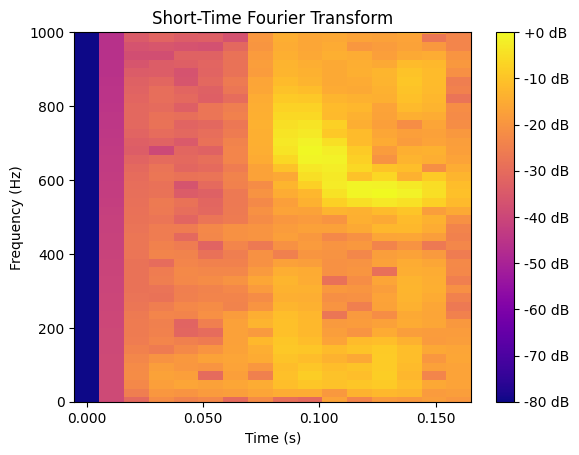 Short-Time Fourier Transform
1000
800
600
400
200
0
Frequency (Hz)
0.000
0.050
0.100
0.150
Time (s)
+0 dB
-10 dB
-20 dB
-30 dB
-40 dB
-50 dB
-60 dB
-70 dB
-80 dB